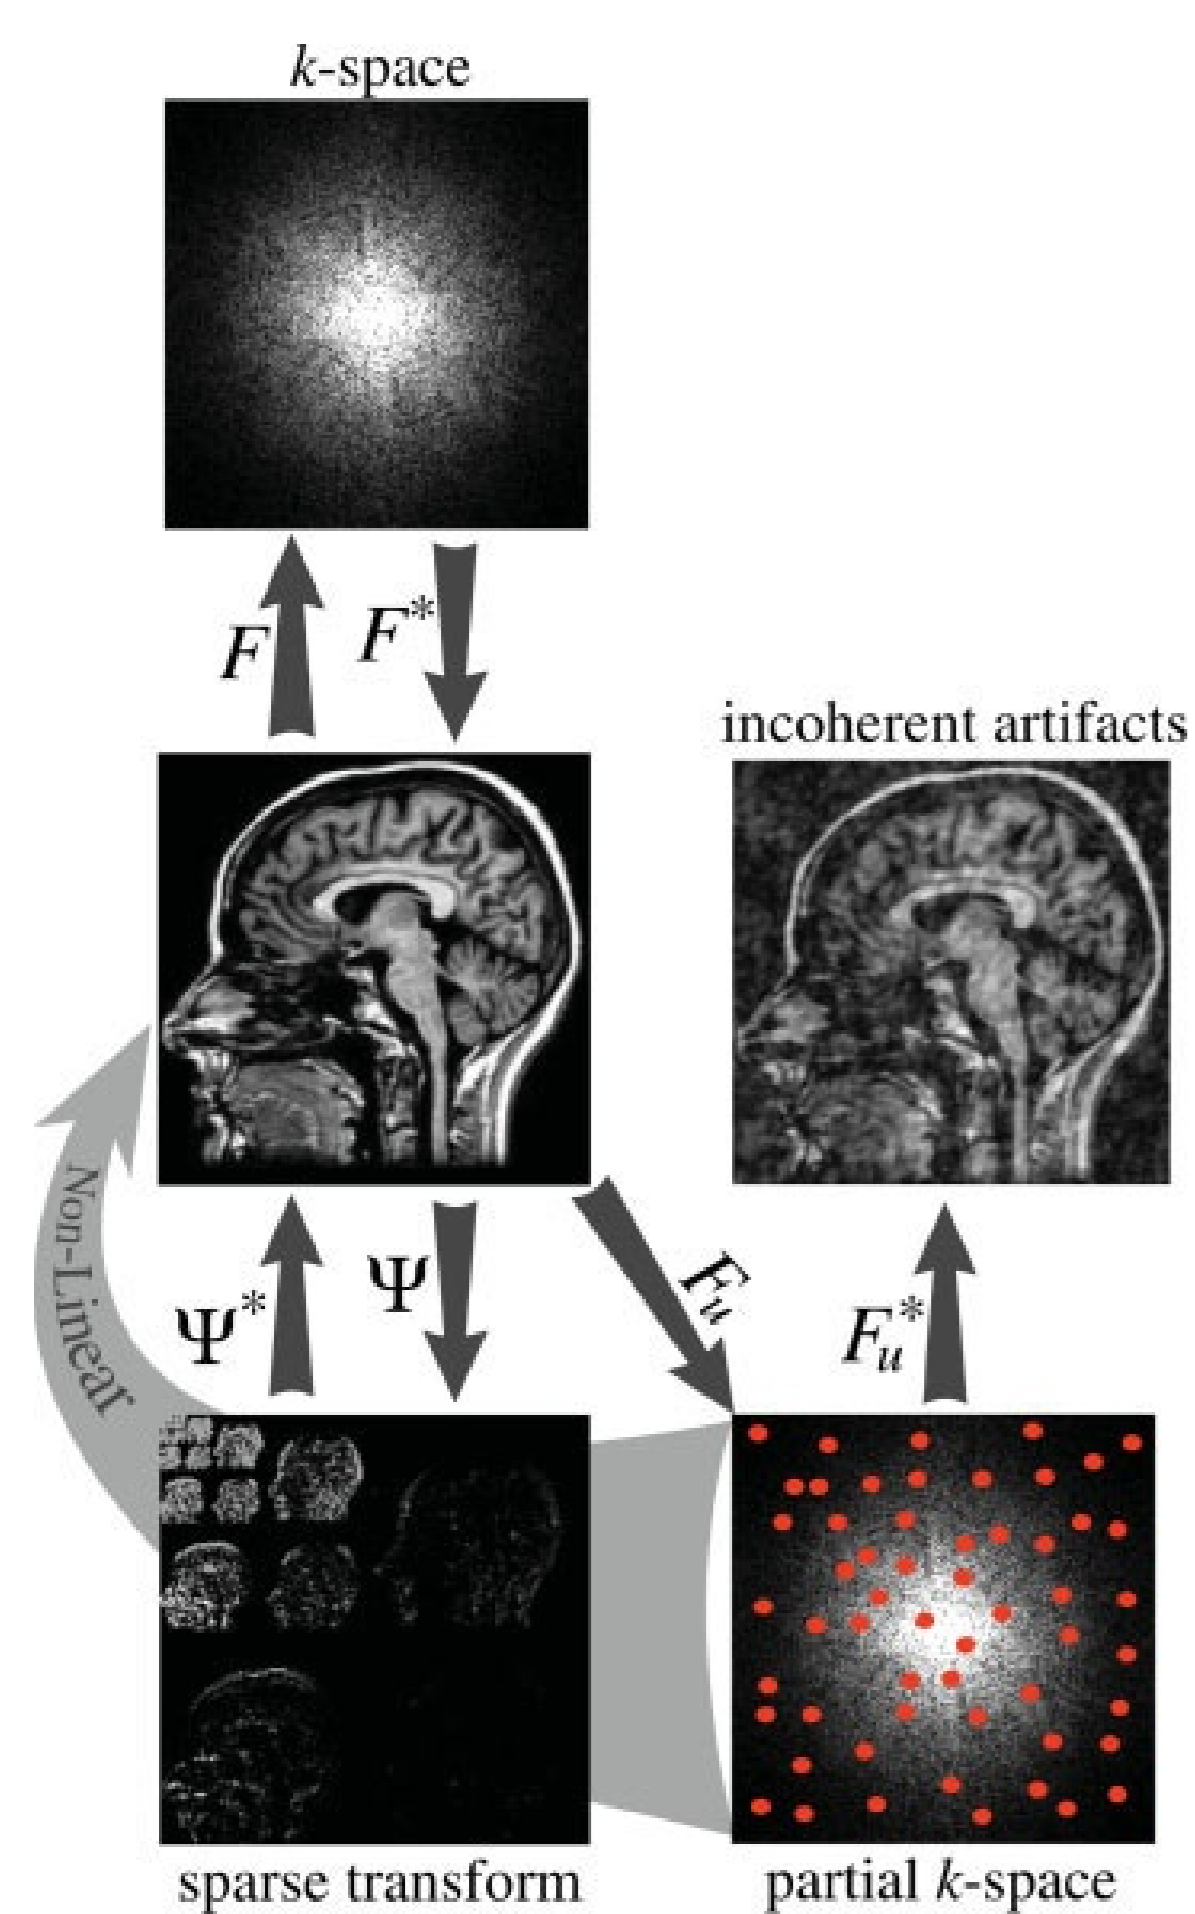 k-space
F
F*
incoherent artifacts
Non-Linear
Ψ*
Ψ
Fu
Fu*
sparse transform
partial k-space